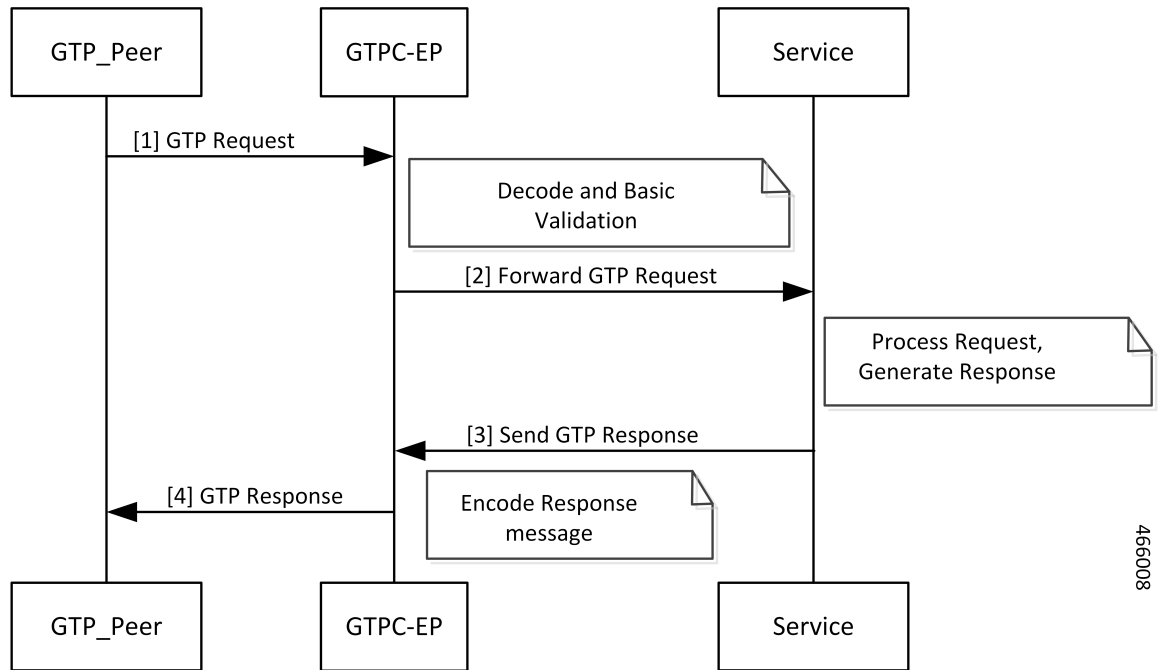 GTP_Peer
GTPC-EP
Service
[1] GTP Request
Decode and Basic
Validation
[2] Forward GTP Request
Process Request,
Generate Response
[3] Send GTP Response
[4] GTP Response
Encode Response
message
466008
GTP_Peer
GTPC-EP
Service